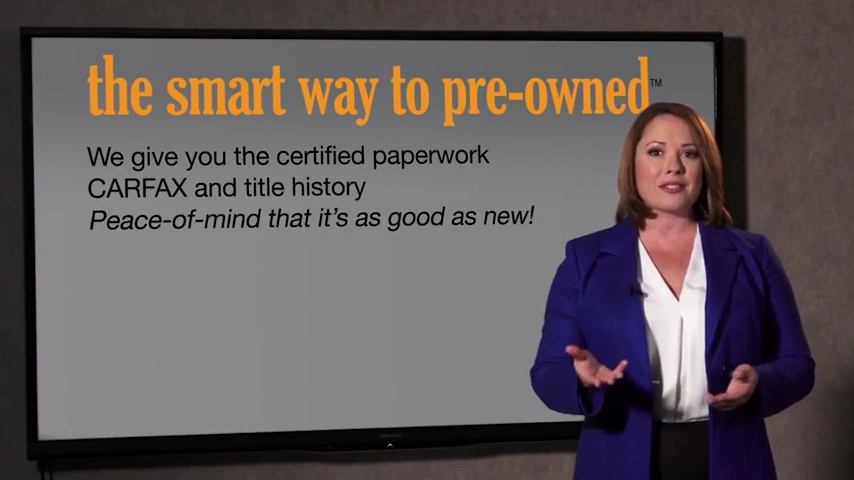 the smart way to pre-owned™
We give you the certified paperwork
CARFAX and title history
Peace-of-mind that it's as good as new!